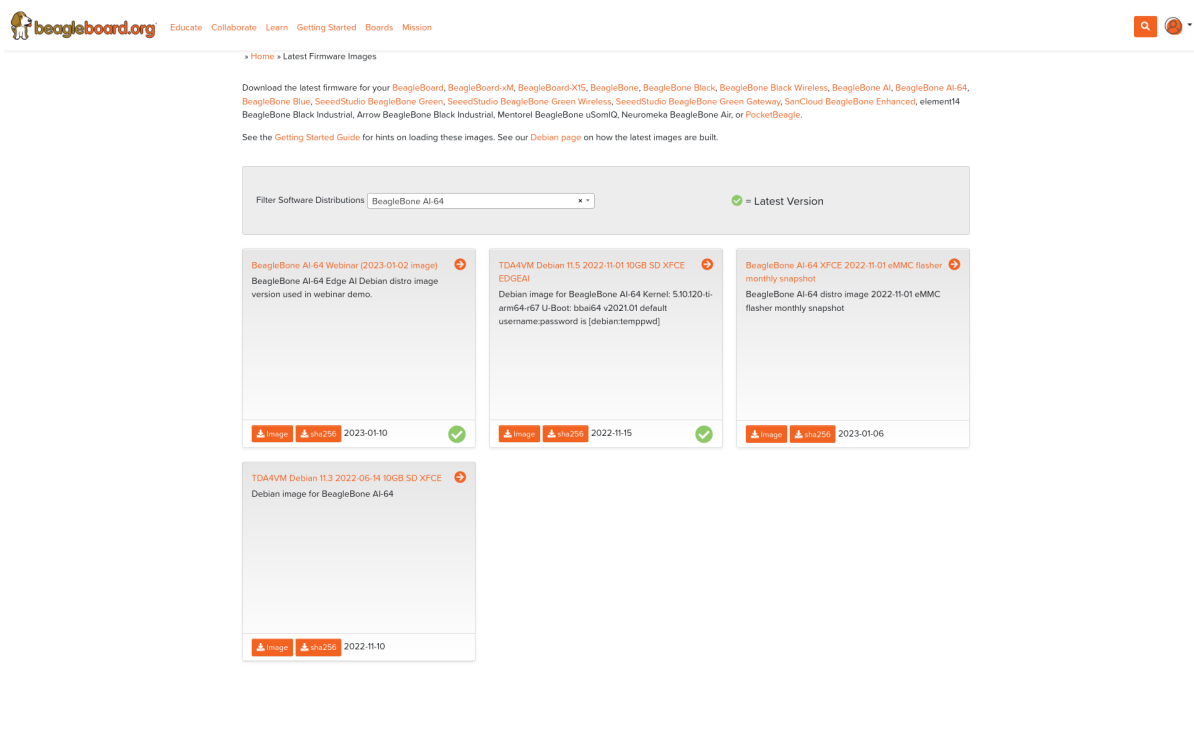 beagleboard.org
Educate Collaborate Learn Getting Started Boards Mission
» Home » Latest Firmware Images
Download the latest firmware for your BeagleBoard, BeagleBoard-xM, BeagleBoard-X15, BeagleBone, BeagleBone Black, BeagleBone Black Wireless, BeagleBone AI, BeagleBone AI-64,
BeagleBone Blue, SeeedStudio BeagleBone Green, SeeedStudio BeagleBone Green Wireless, SeeedStudio BeagleBone Green Gateway, SanCloud BeagleBone Enhanced, element14
BeagleBone Black Industrial, Arrow BeagleBone Black Industrial, Mentorel BeagleBone uSomIQ, Neuromeka BeagleBone Air, or PocketBeagle.
See the Getting Started Guide for hints on loading these images. See our Debian page on how the latest images are built.
Filter Software Distributions BeagleBone AI-64 ×
= Latest Version
BeagleBone AI-64 Webinar (2023-01-02 image)
BeagleBone AI-64 Edge AI Debian distro image
version used in webinar demo.
Image sha256 2023-01-10
TDA4VM Debian 11.5 2022-11-01 10GB SD XFCE
EDGEAI
Debian image for BeagleBone AI-64 Kernel: 5.10.120-ti-
arm64-r67 U-Boot: bbai64 v2021.01 default
username:password is [debian:temppwd]
Image sha256 2022-11-15
BeagleBone AI-64 XFCE 2022-11-01 eMMC flasher
monthly snapshot
BeagleBone AI-64 distro image 2022-11-01 eMMC
flasher monthly snapshot
Image sha256 2023-01-06
TDA4VM Debian 11.3 2022-06-14 10GB SD XFCE
Debian image for BeagleBone AI-64
Image sha256 2022-11-10